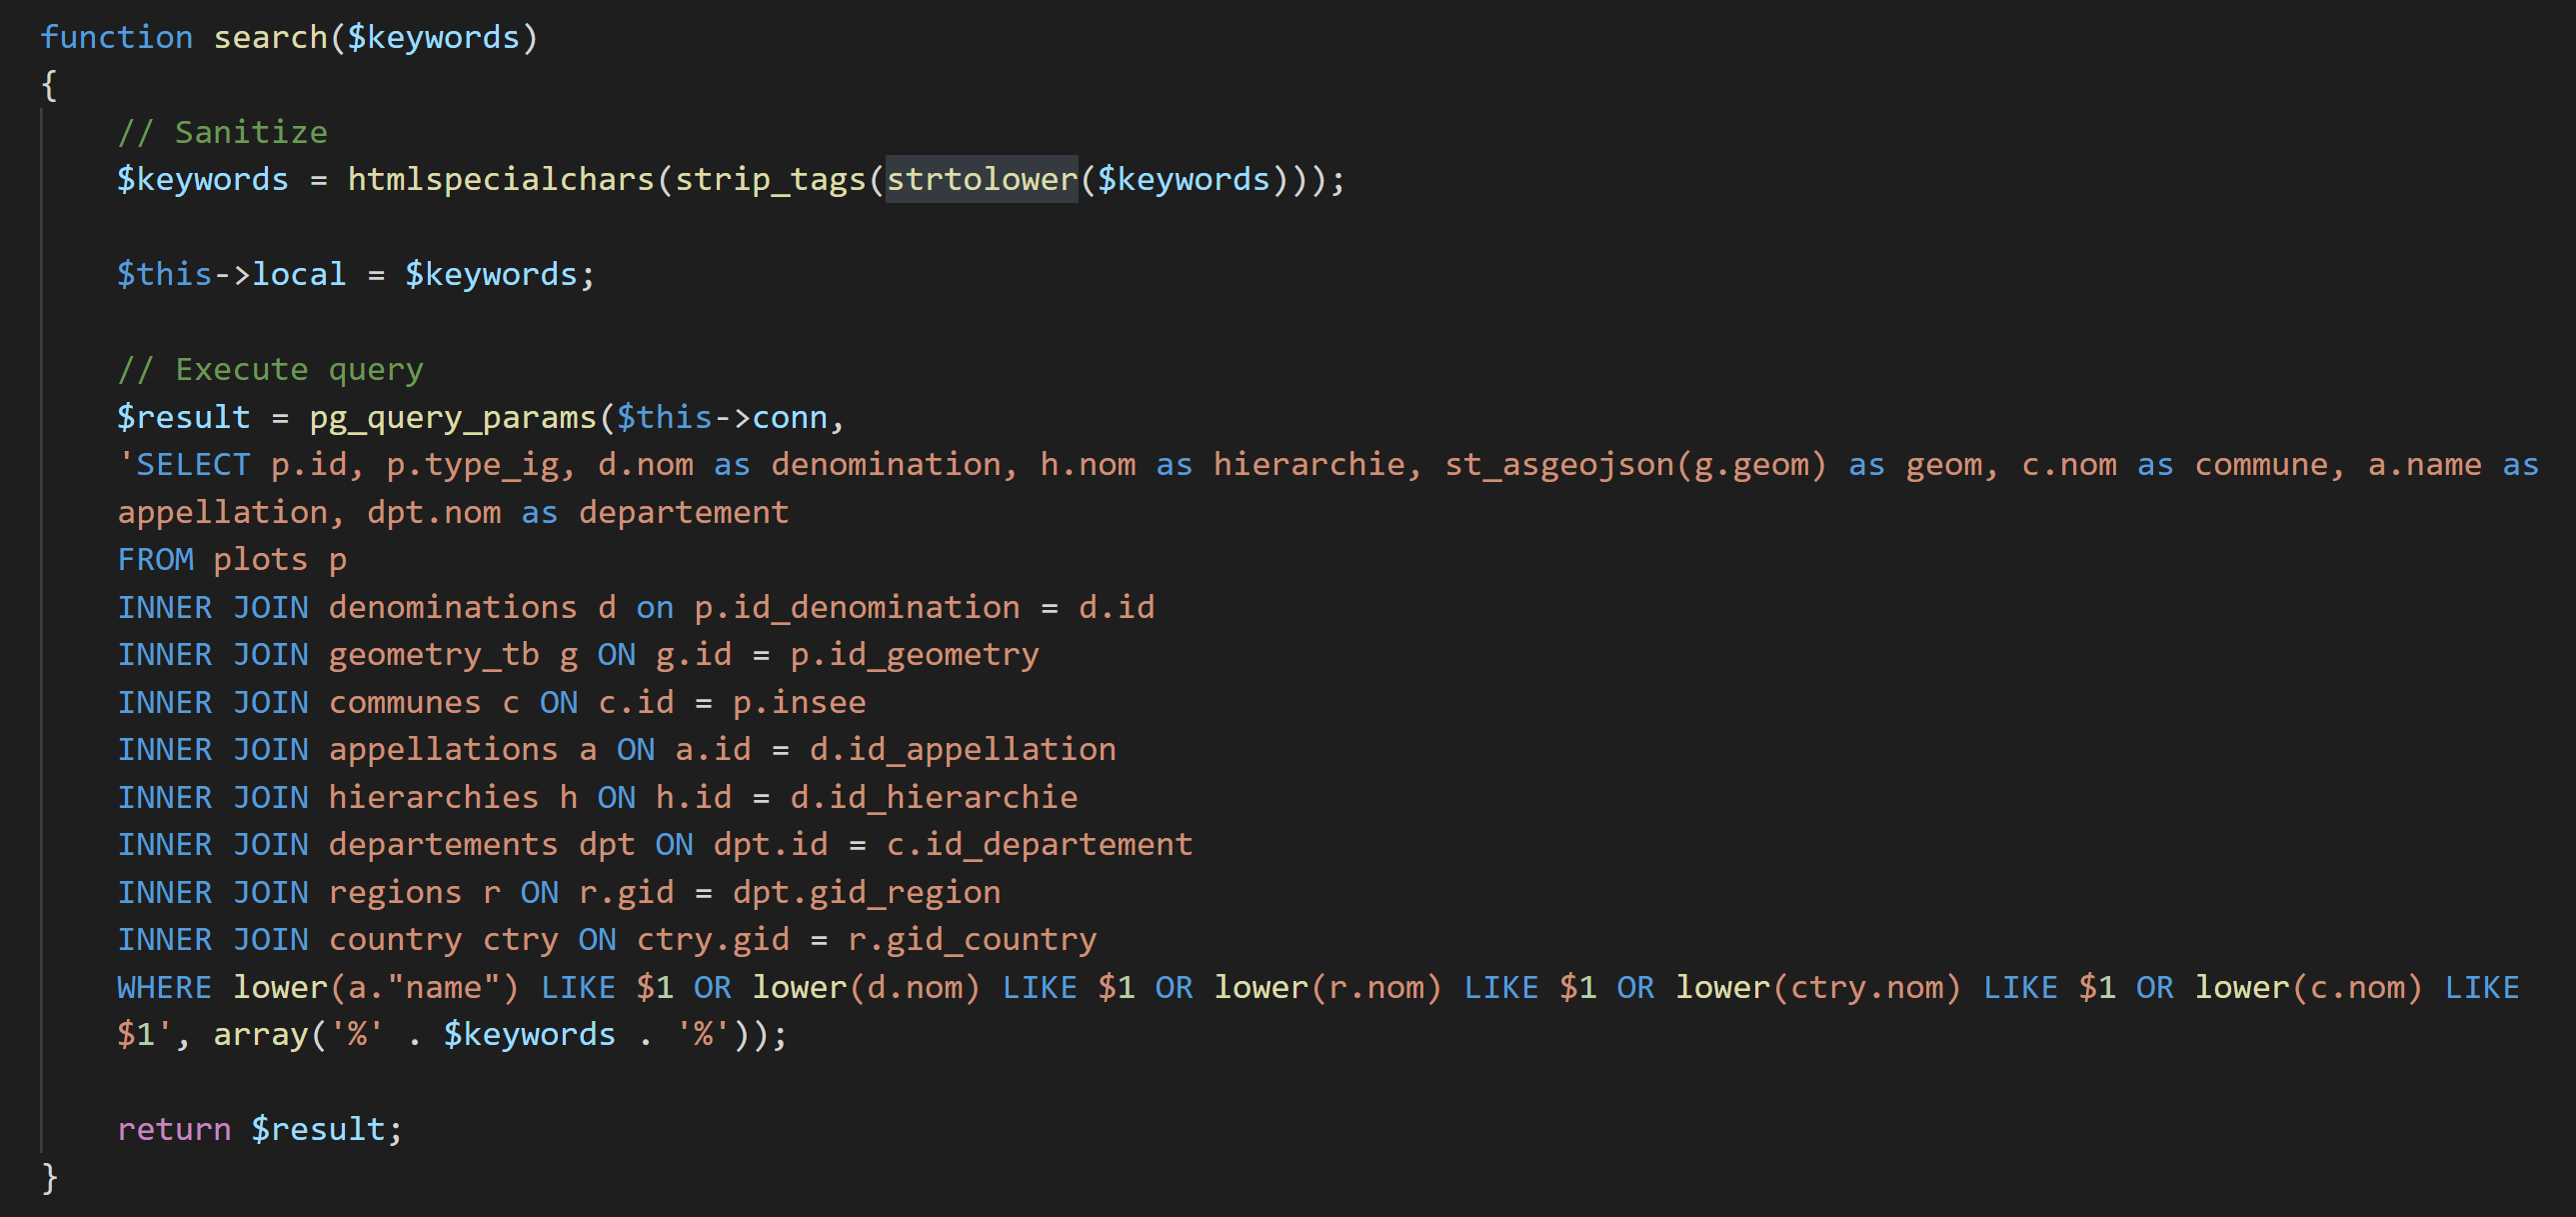 function search($keywords)
{
// Sanitize
$keywords = htmlspecialchars(strip_tags(strtolower($keywords)));
$this->local = $keywords;
// Execute query
$result = pg_query_params($this->conn,
'SELECT p.id, p.type_ig, d.nom as denomination, h.nom as hierarchie, st_asgeojson(g.geom) as geom, c.nom as commune, a.name as
appellation, dpt.nom as departement
FROM plots p
INNER JOIN denominations d on p.id_denomination = d.id
INNER JOIN geometry_tb g ON g.id = p.id_geometry
INNER JOIN communes c ON c.id = p.insee
INNER JOIN appellations a ON a.id = d.id_appellation
INNER JOIN hierarchies h ON h.id = d.id_hierarchie
INNER JOIN departements dpt ON dpt.id = c.id_departement
INNER JOIN regions r ON r.gid = dpt.gid_region
INNER JOIN country ctry ON ctry.gid = r.gid_country
WHERE lower(a."name") LIKE $1 OR lower(d.nom) LIKE $1 OR lower(r.nom) LIKE $1 OR lower(ctry.nom) LIKE $1 OR lower(c.nom) LIKE
$1', array('%' . $keywords . '%'));
return $result;
}